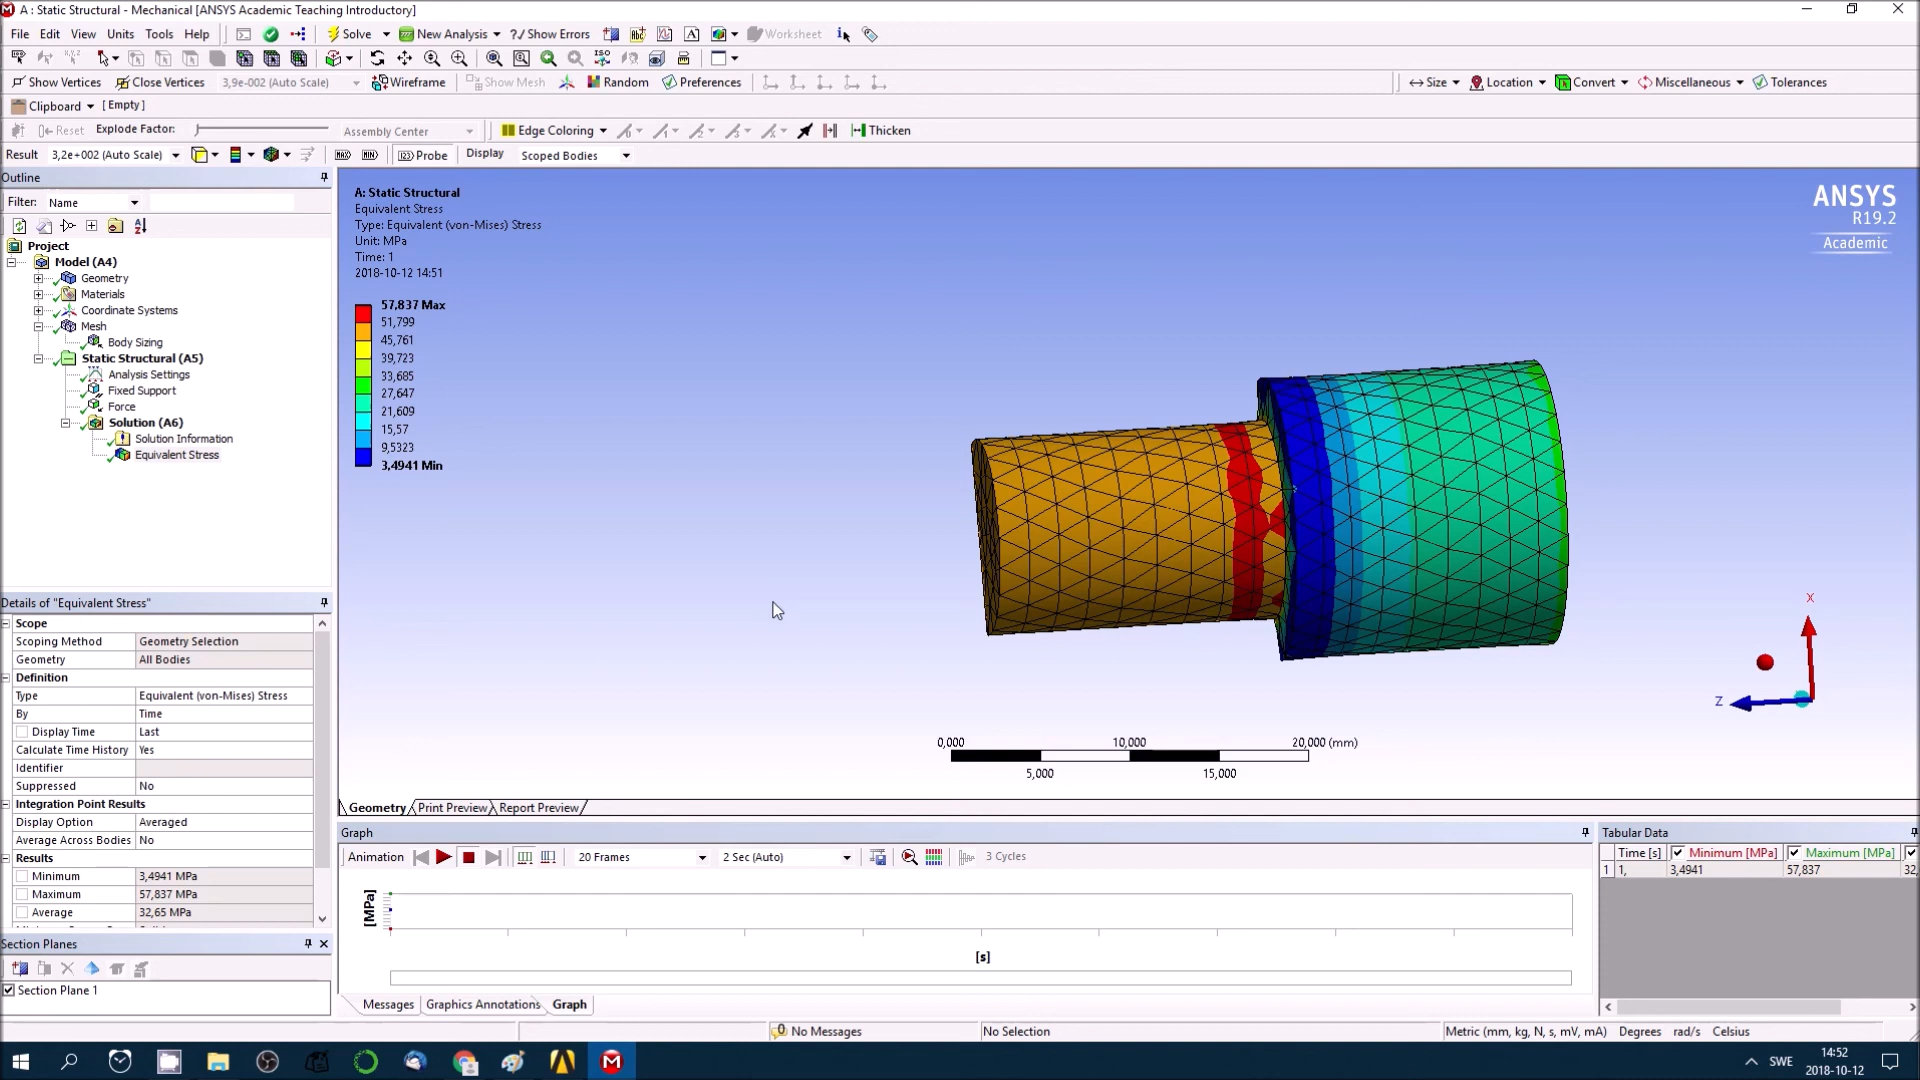 A : Static Structural - Mechanical [ANSYS Academic Teaching Introductory]
File Edit View Units Tools Help Solve New Analysis ?/ Show Errors Worksheet
Show Vertices Close Vertices 3,9e-002 (Auto Scale) Wireframe Show Mesh Random Preferences Size Location Convert Miscellaneous Tolerances
Clipboard [ Empty ]
Reset Explode Factor: Assembly Center Edge Coloring Thicken
Result 3,2e+002 (Auto Scale) MAX MIN Probe Display Scoped Bodies
Outline
Filter: Name
Project
Model (A4)
Geometry
Materials
Coordinate Systems
Mesh
Body Sizing
Static Structural (A5)
Analysis Settings
Fixed Support
Force
Solution (A6)
Solution Information
Equivalent Stress
Details of "Equivalent Stress"
Scope
Scoping Method Geometry Selection
Geometry All Bodies
Definition
Type Equivalent (von-Mises) Stress
By Time
Display Time Last
Calculate Time History Yes
Identifier
Suppressed No
Integration Point Results
Display Option Averaged
Average Across Bodies No
Results
Minimum 3,4941 MPa
Maximum 57,837 MPa
Average 32,65 MPa
Section Planes
Section Plane 1
A: Static Structural
Equivalent Stress
Type: Equivalent (von-Mises) Stress
Unit: MPa
Time: 1
2018-10-12 14:51
57,837 Max
51,799
45,761
39,723
33,685
27,647
21,609
15,57
9,5323
3,4941 Min
ANSYS
R19.2
Academic
X
Z
0,000 10,000 20,000 (mm)
5,000 15,000
Geometry Print Preview Report Preview
Graph
Animation 20 Frames 2 Sec (Auto) 3 Cycles
[MPa]
[s]
Messages Graphics Annotations Graph
Tabular Data
Time [s] Minimum [MPa] Maximum [MPa]
1 1, 3,4941 57,837 32,
No Messages No Selection Metric (mm, kg, N, s, mV, mA) Degrees rad/s Celsius
SWE 14:52
2018-10-12